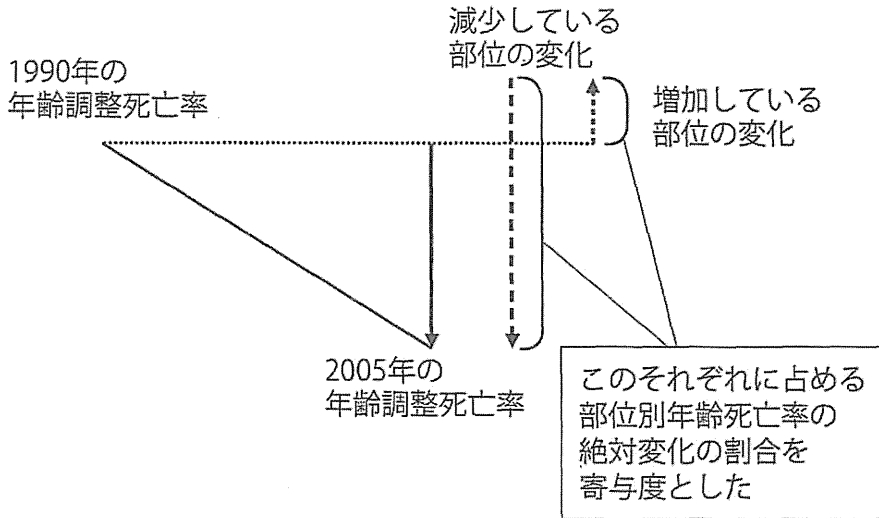 減少している
部位の変化
1990年の
年齢調整死亡率
増加している
部位の変化
2005年の
年齢調整死亡率
このそれぞれに占める
部位別年齢死亡率の
絶対変化の割合を
寄与度とした